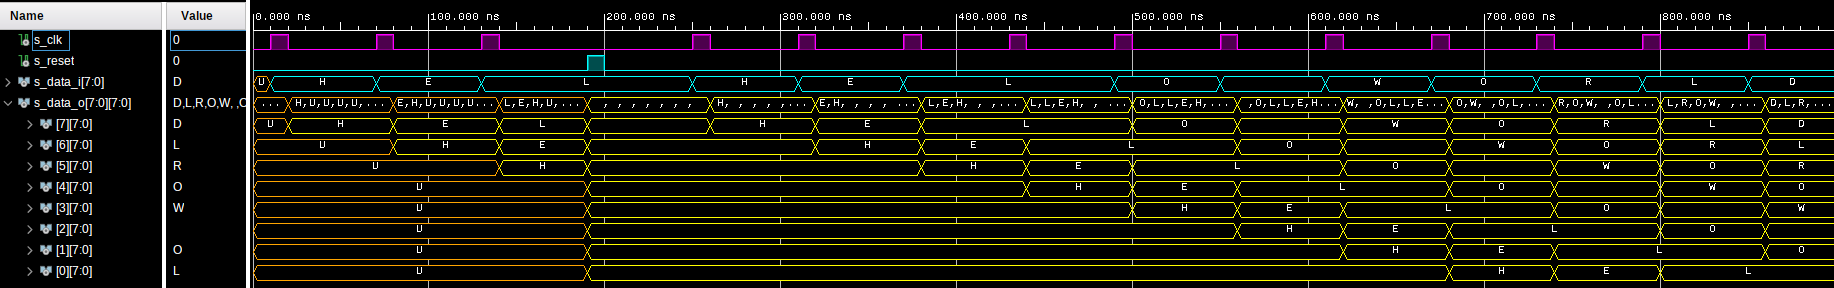 Name Value 0.000 ns 100.000 ns 200.000 ns 300.000 ns 400.000 ns 500.000 ns 600.000 ns 700.000 ns 800.000 ns
s_clk 0
s_reset 0
s_data_i[7:0] D U H E L H E L O W O R L D
s_data_o[7:0][7:0] D,L,R,O,W, ,O ... H,U,U,U,U,... E,H,U,U,U,U... L,E,H,U,... , , , , , , , H, , , , ,... E,H, , , ,... L,E,H, , ,... L,L,E,H, ... O,L,L,E,H,... ,O,L,L,E,H... W, ,O,L,L,E... O,W, ,O,L,... R,O,W, ,O,L... L,R,O,W, ,... D,L,R,...
[7][7:0] D U H E L H E L O W O R L D
[6][7:0] L U H E H E L O W O R L
[5][7:0] R U H H E L O W O R
[4][7:0] O U H E L O W O
[3][7:0] W U H E L O W
[2][7:0] U H E L O
[1][7:0] O U H E L O
[0][7:0] L U H E L